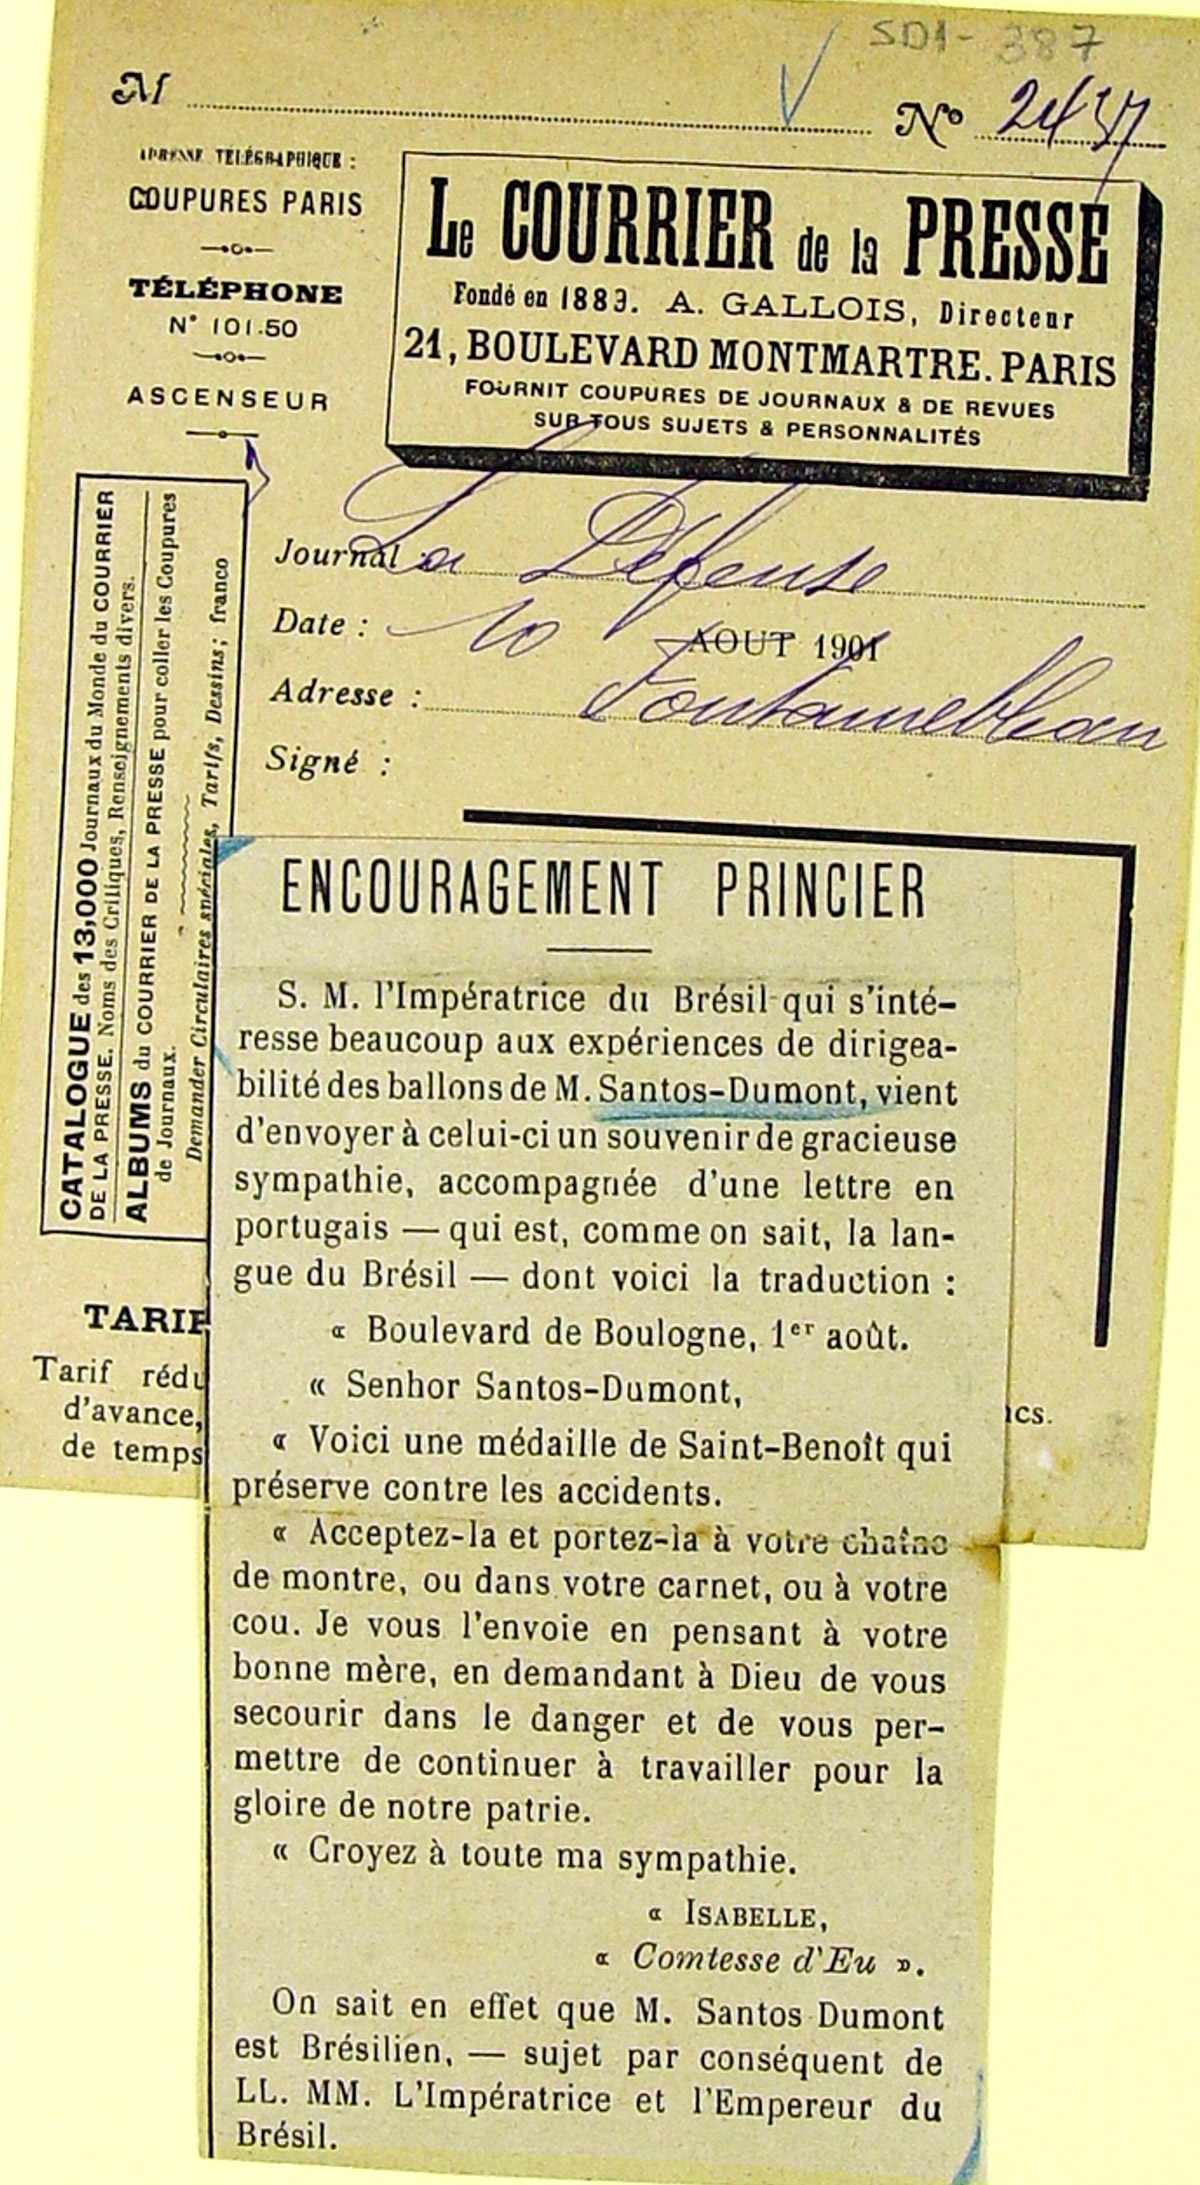 SD1-387
M
No 2437
ADRESSE TÉLÉGRAPHIQUE :
COUPURES PARIS
TÉLÉPHONE
N° 101.50
ASCENSEUR
Le COURRIER de la PRESSE
Fondé en 1883. A. GALLOIS, Directeur
21, BOULEVARD MONTMARTRE. PARIS
FOURNIT COUPURES DE JOURNAUX & DE REVUES
SUR TOUS SUJETS & PERSONNALITÉS
Journal : La Défense
Date : 10 AOUT 1901
Adresse : Fontainebleau
Signé :
CATALOGUE des 13,000 Journaux du Monde du COURRIER
DE LA PRESSE. Noms des Critiques, Renseignements divers.
ALBUMS du COURRIER DE LA PRESSE pour coller les Coupures
de Journaux.
Demander Circulaires spéciales, Tarifs, Dessins; franco
TARIF
Tarif rédu
d'avance,
de temps
cs.
ENCOURAGEMENT PRINCIER
S. M. l'Impératrice du Brésil qui s'inté-
resse beaucoup aux expériences de dirigea-
bilité des ballons de M. Santos-Dumont, vient
d'envoyer à celui-ci un souvenir de gracieuse
sympathie, accompagnée d'une lettre en
portugais — qui est, comme on sait, la lan-
gue du Brésil — dont voici la traduction :
« Boulevard de Boulogne, 1er août.
« Senhor Santos-Dumont,
« Voici une médaille de Saint-Benoît qui
préserve contre les accidents.
« Acceptez-la et portez-la à votre chaîne
de montre, ou dans votre carnet, ou à votre
cou. Je vous l'envoie en pensant à votre
bonne mère, en demandant à Dieu de vous
secourir dans le danger et de vous per-
mettre de continuer à travailler pour la
gloire de notre patrie.
« Croyez à toute ma sympathie.
« ISABELLE,
« Comtesse d'Eu ».
On sait en effet que M. Santos Dumont
est Brésilien, — sujet par conséquent de
LL. MM. L'Impératrice et l'Empereur du
Brésil.